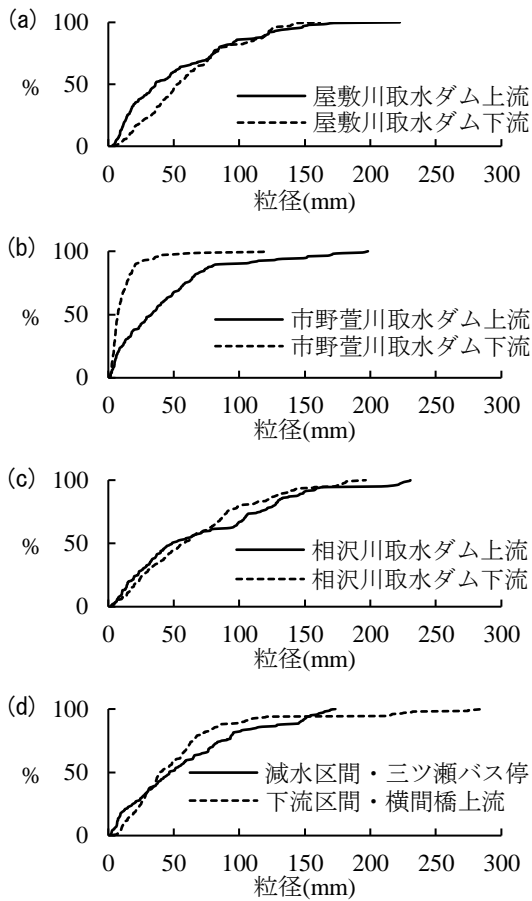 (a)
100
%
50
0
屋敷川取水ダム上流
屋敷川取水ダム下流
0 50 100 150 200 250 300
粒径(mm)
(b)
100
%
50
0
市野萱川取水ダム上流
市野萱川取水ダム下流
0 50 100 150 200 250 300
粒径(mm)
(c)
100
%
50
0
相沢川取水ダム上流
相沢川取水ダム下流
0 50 100 150 200 250 300
粒径(mm)
(d)
100
%
50
0
減水区間・三ツ瀬バス停
下流区間・横間橋上流
0 50 100 150 200 250 300
粒径(mm)